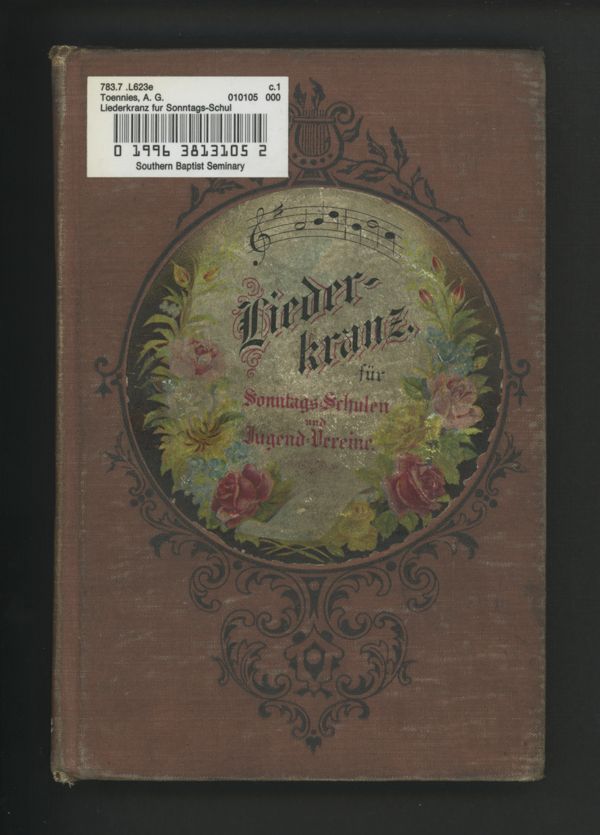 783.7 .L623e c.1
Toennies, A. G. 010105 000
Liederkranz fur Sonntags-Schul
0 1996 3813105 2
Southern Baptist Seminary
Lieder-
kranz.
für
Sonntags-Schulen
und
Jugend-Vereine.